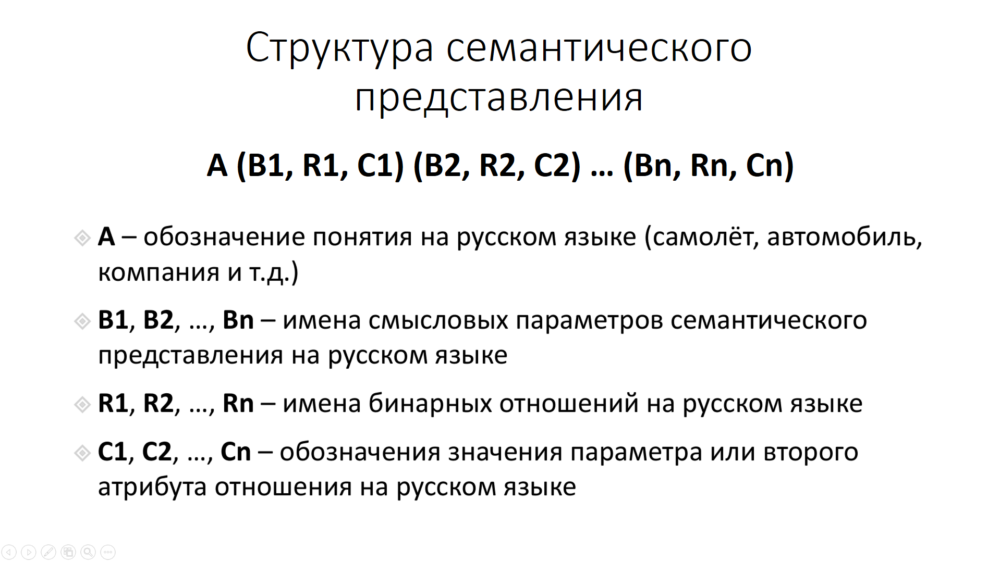 Структура семантического
представления
A (B1, R1, C1) (B2, R2, C2) … (Bn, Rn, Cn)
A – обозначение понятия на русском языке (самолёт, автомобиль,
компания и т.д.)
B1, B2, …, Bn – имена смысловых параметров семантического
представления на русском языке
R1, R2, …, Rn – имена бинарных отношений на русском языке
C1, C2, …, Cn – обозначения значения параметра или второго
атрибута отношения на русском языке